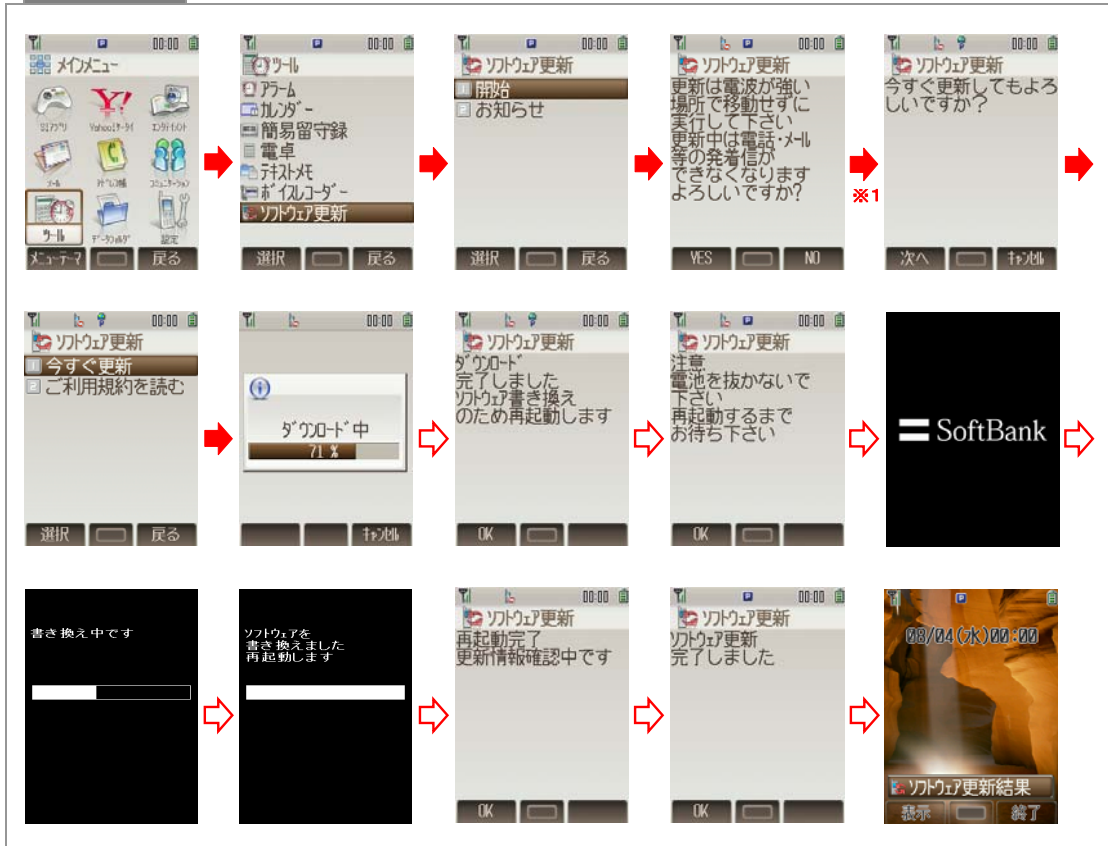 00:00
メインメニュー
S!アプリ
Yahoo!ケータイ
エンタテイメント
メール
アドレス帳
コミュニケーション
ツール
データフォルダ
設定
メニューテーマ
戻る
00:00
ツール
アラーム
カレンダー
簡易留守録
電卓
テキストメモ
ボイスレコーダー
ソフトウェア更新
選択
戻る
00:00
ソフトウェア更新
1 開始
2 お知らせ
選択
戻る
00:00
ソフトウェア更新
更新は電波が強い
場所で移動せずに
実行して下さい
更新中は電話・メール
等の発着信が
できなくなります
よろしいですか?
YES
NO
※1
00:00
ソフトウェア更新
今すぐ更新してもよろ
しいですか?
次へ
キャンセル
00:00
ソフトウェア更新
1 今すぐ更新
2 ご利用規約を読む
選択
戻る
00:00
ダウンロード中
71 %
キャンセル
00:00
ソフトウェア更新
ダウンロード
完了しました
ソフトウェア書き換え
のため再起動します
OK
00:00
ソフトウェア更新
注意
電池を抜かないで
下さい
再起動するまで
お待ち下さい
OK
SoftBank
書き換え中です
ソフトウェアを
書き換えました
再起動します
00:00
ソフトウェア更新
再起動完了
更新情報確認中です
OK
00:00
ソフトウェア更新
ソフトウェア更新
完了しました
OK
08/04(水)00:00
ソフトウェア更新結果
表示
終了